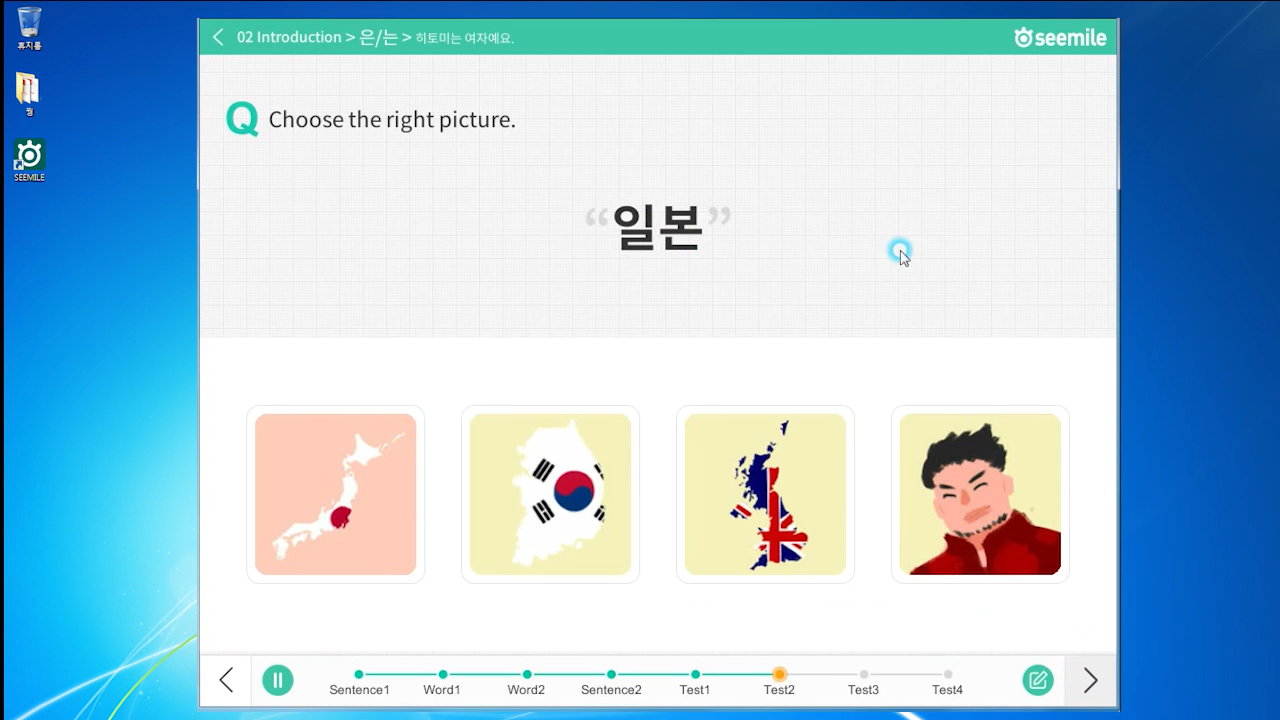 휴지통
SEEMILE
02 Introduction > 은/는 > 히토미는 여자예요.
seemile
Q Choose the right picture.
“일본”
Sentence1 Word1 Word2 Sentence2 Test1 Test2 Test3 Test4